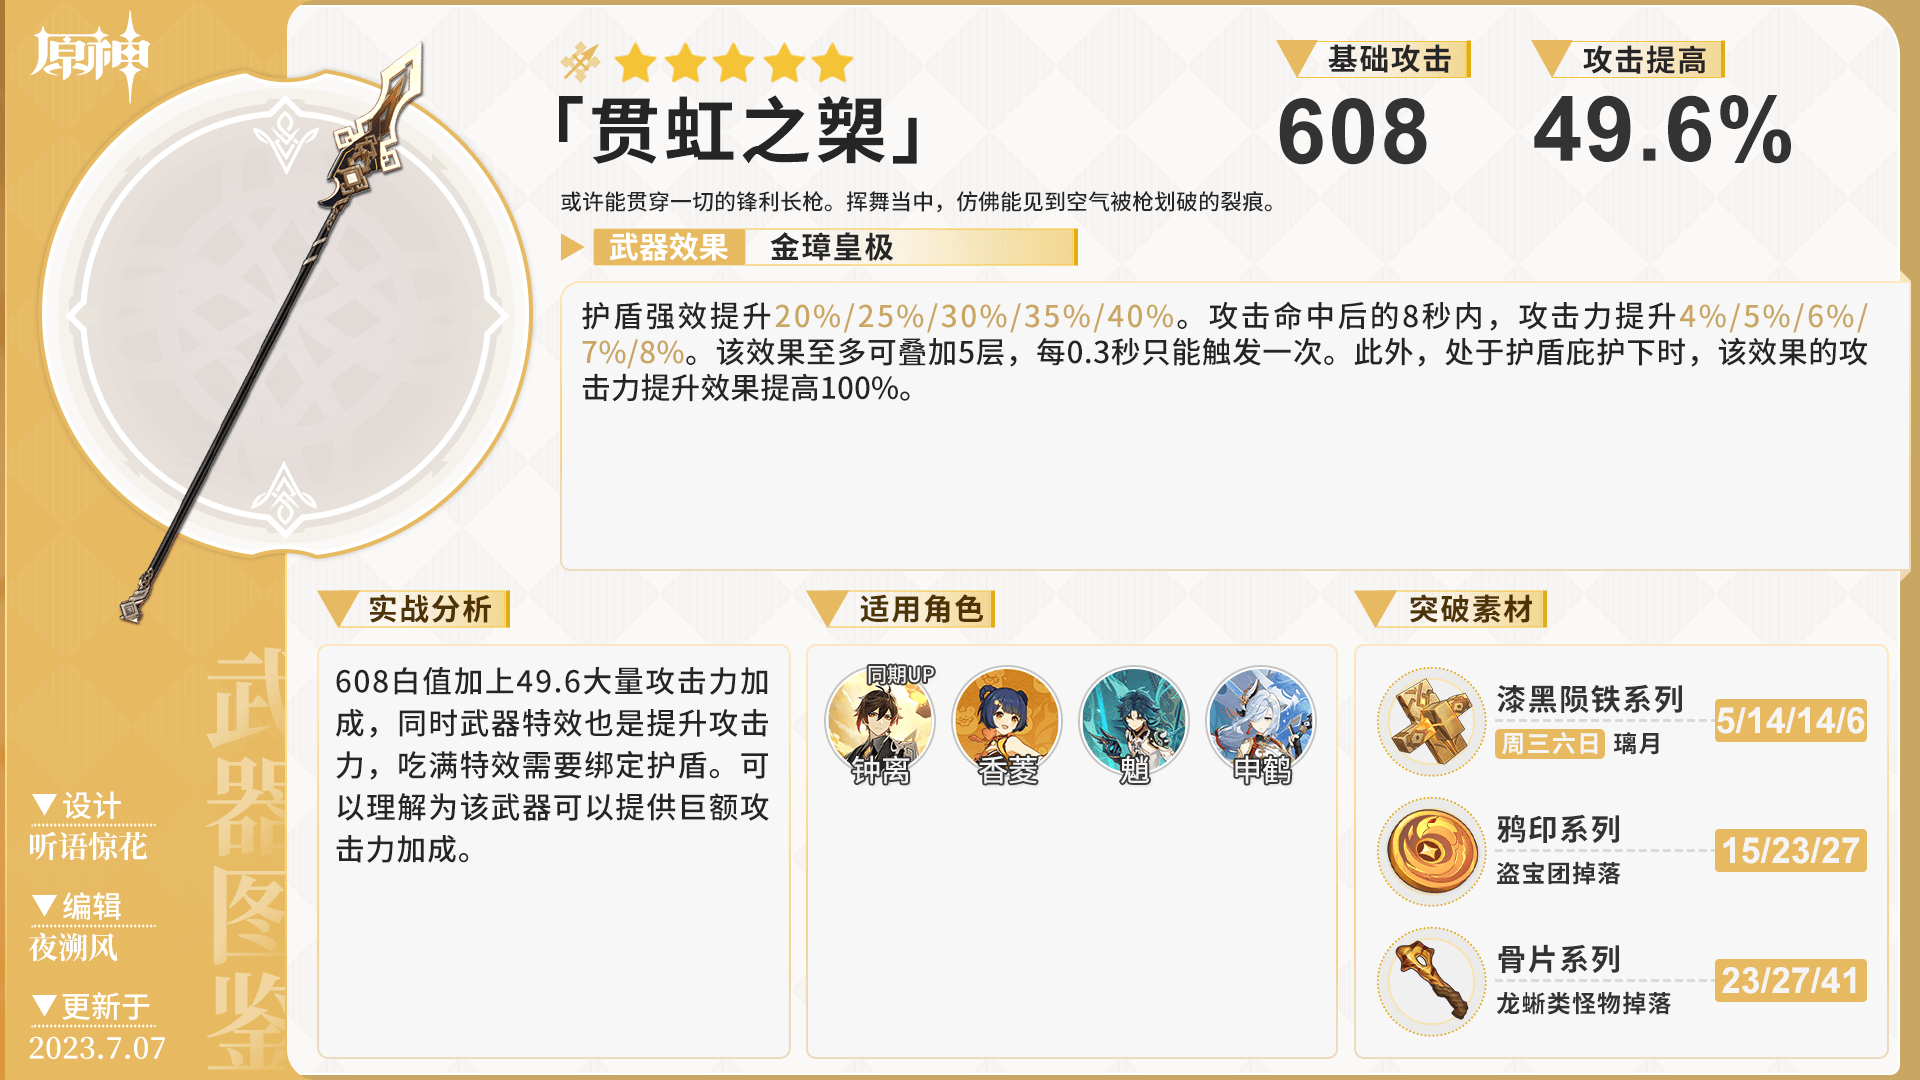 原神
「贯虹之槊」
基础攻击
608
攻击提高
49.6%
或许能贯穿一切的锋利长枪。挥舞当中，仿佛能见到空气被枪划破的裂痕。
武器效果
金璋皇极
护盾强效提升20%/25%/30%/35%/40%。攻击命中后的8秒内，攻击力提升4%/5%/6%/
7%/8%。该效果至多可叠加5层，每0.3秒只能触发一次。此外，处于护盾庇护下时，该效果的攻
击力提升效果提高100%。
实战分析
608白值加上49.6大量攻击力加
成，同时武器特效也是提升攻击
力，吃满特效需要绑定护盾。可
以理解为该武器可以提供巨额攻
击力加成。
适用角色
同期UP
钟离
香菱
魈
申鹤
突破素材
漆黑陨铁系列
周三六日 璃月
5/14/14/6
鸦印系列
盗宝团掉落
15/23/27
骨片系列
龙蜥类怪物掉落
23/27/41
武器图鉴
▼设计
听语惊花
▼编辑
夜溯风
▼更新于
2023.7.07